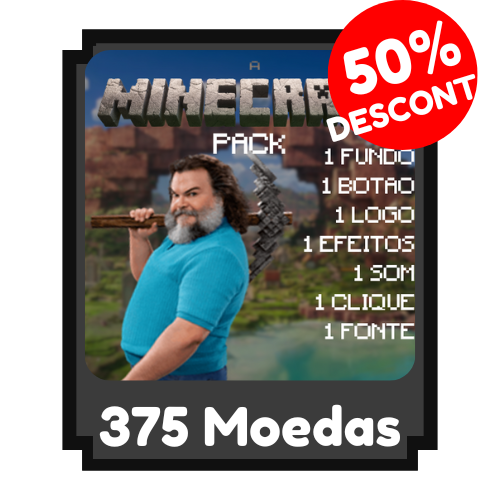 50%
DESCONT
A
MINECRA
PACK
1 FUNDO
1 BOTAO
1 LOGO
1 EFEITOS
1 SOM
1 CLIQUE
1 FONTE
375 Moedas